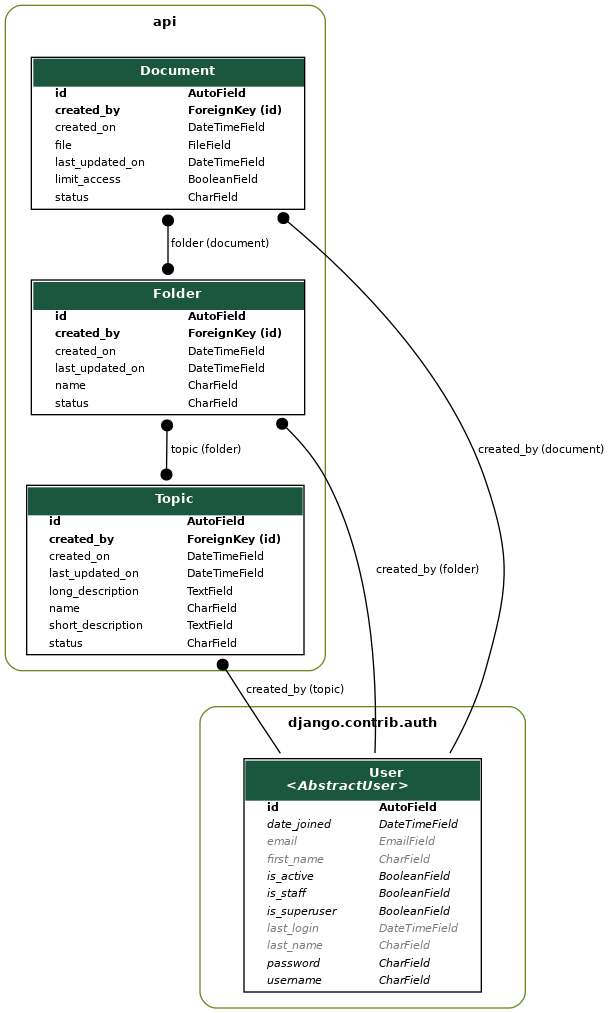 api
Document
id AutoField
created_by ForeignKey (id)
created_on DateTimeField
file FileField
last_updated_on DateTimeField
limit_access BooleanField
status CharField
folder (document)
Folder
id AutoField
created_by ForeignKey (id)
created_on DateTimeField
last_updated_on DateTimeField
name CharField
status CharField
topic (folder)
created_by (document)
Topic
id AutoField
created_by ForeignKey (id)
created_on DateTimeField
last_updated_on DateTimeField
long_description TextField
name CharField
short_description TextField
status CharField
created_by (folder)
created_by (topic)
django.contrib.auth
User
<AbstractUser>
id AutoField
date_joined DateTimeField
email EmailField
first_name CharField
is_active BooleanField
is_staff BooleanField
is_superuser BooleanField
last_login DateTimeField
last_name CharField
password CharField
username CharField